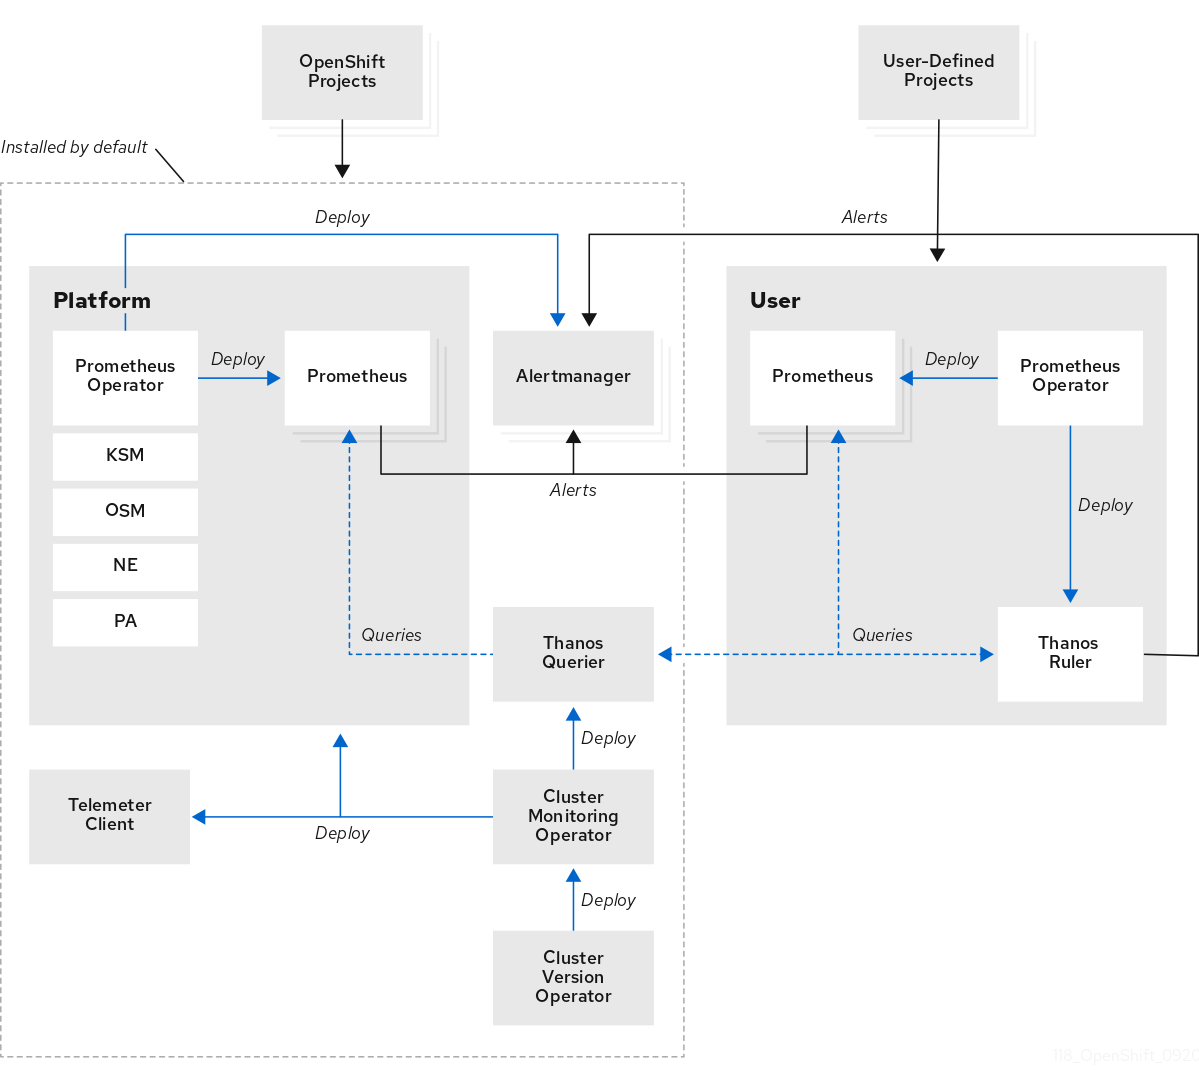 OpenShift
Projects
User-Defined
Projects
Installed by default
Deploy
Alerts
Platform
User
Prometheus
Operator
Deploy
Prometheus
Alertmanager
Prometheus
Deploy
Prometheus
Operator
KSM
OSM
NE
PA
Alerts
Deploy
Queries
Thanos
Querier
Queries
Thanos
Ruler
Deploy
Telemeter
Client
Deploy
Cluster
Monitoring
Operator
Deploy
Cluster
Version
Operator
118_OpenShift_0920